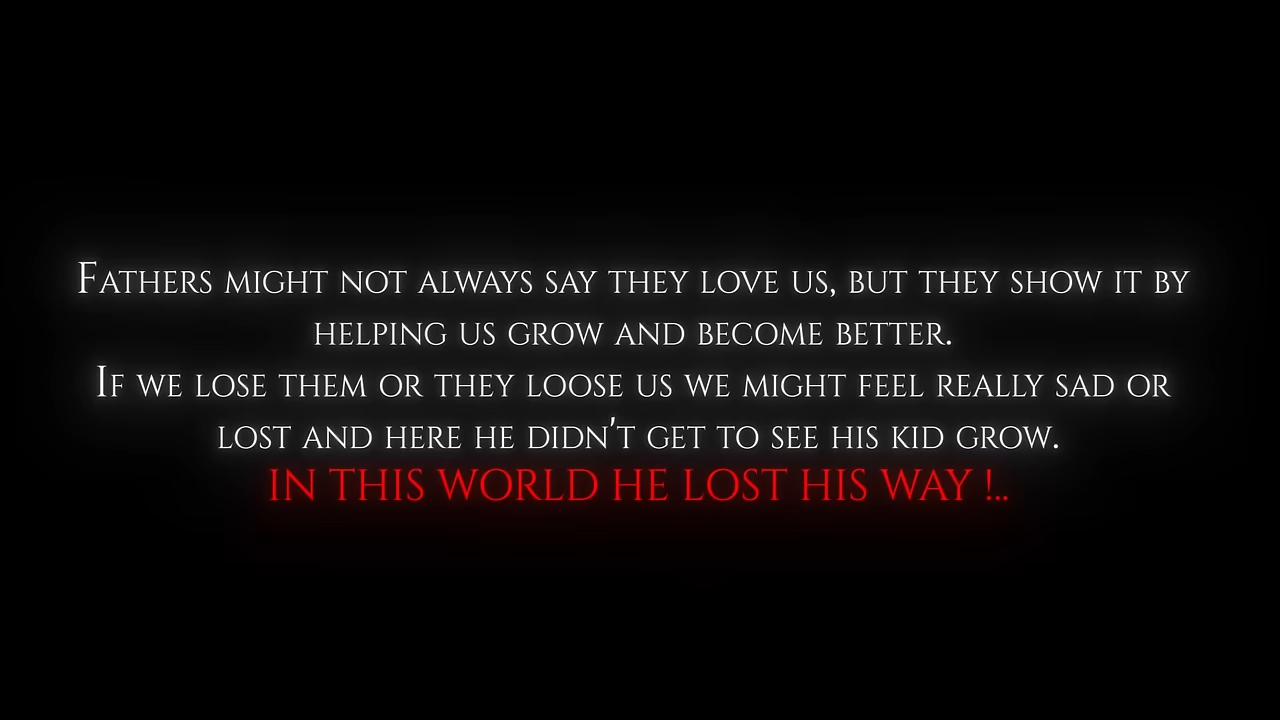 Fathers might not always say they love us, but they show it by
helping us grow and become better.
If we lose them or they loose us we might feel really sad or
lost and here he didn't get to see his kid grow.
IN THIS WORLD HE LOST HIS WAY !..